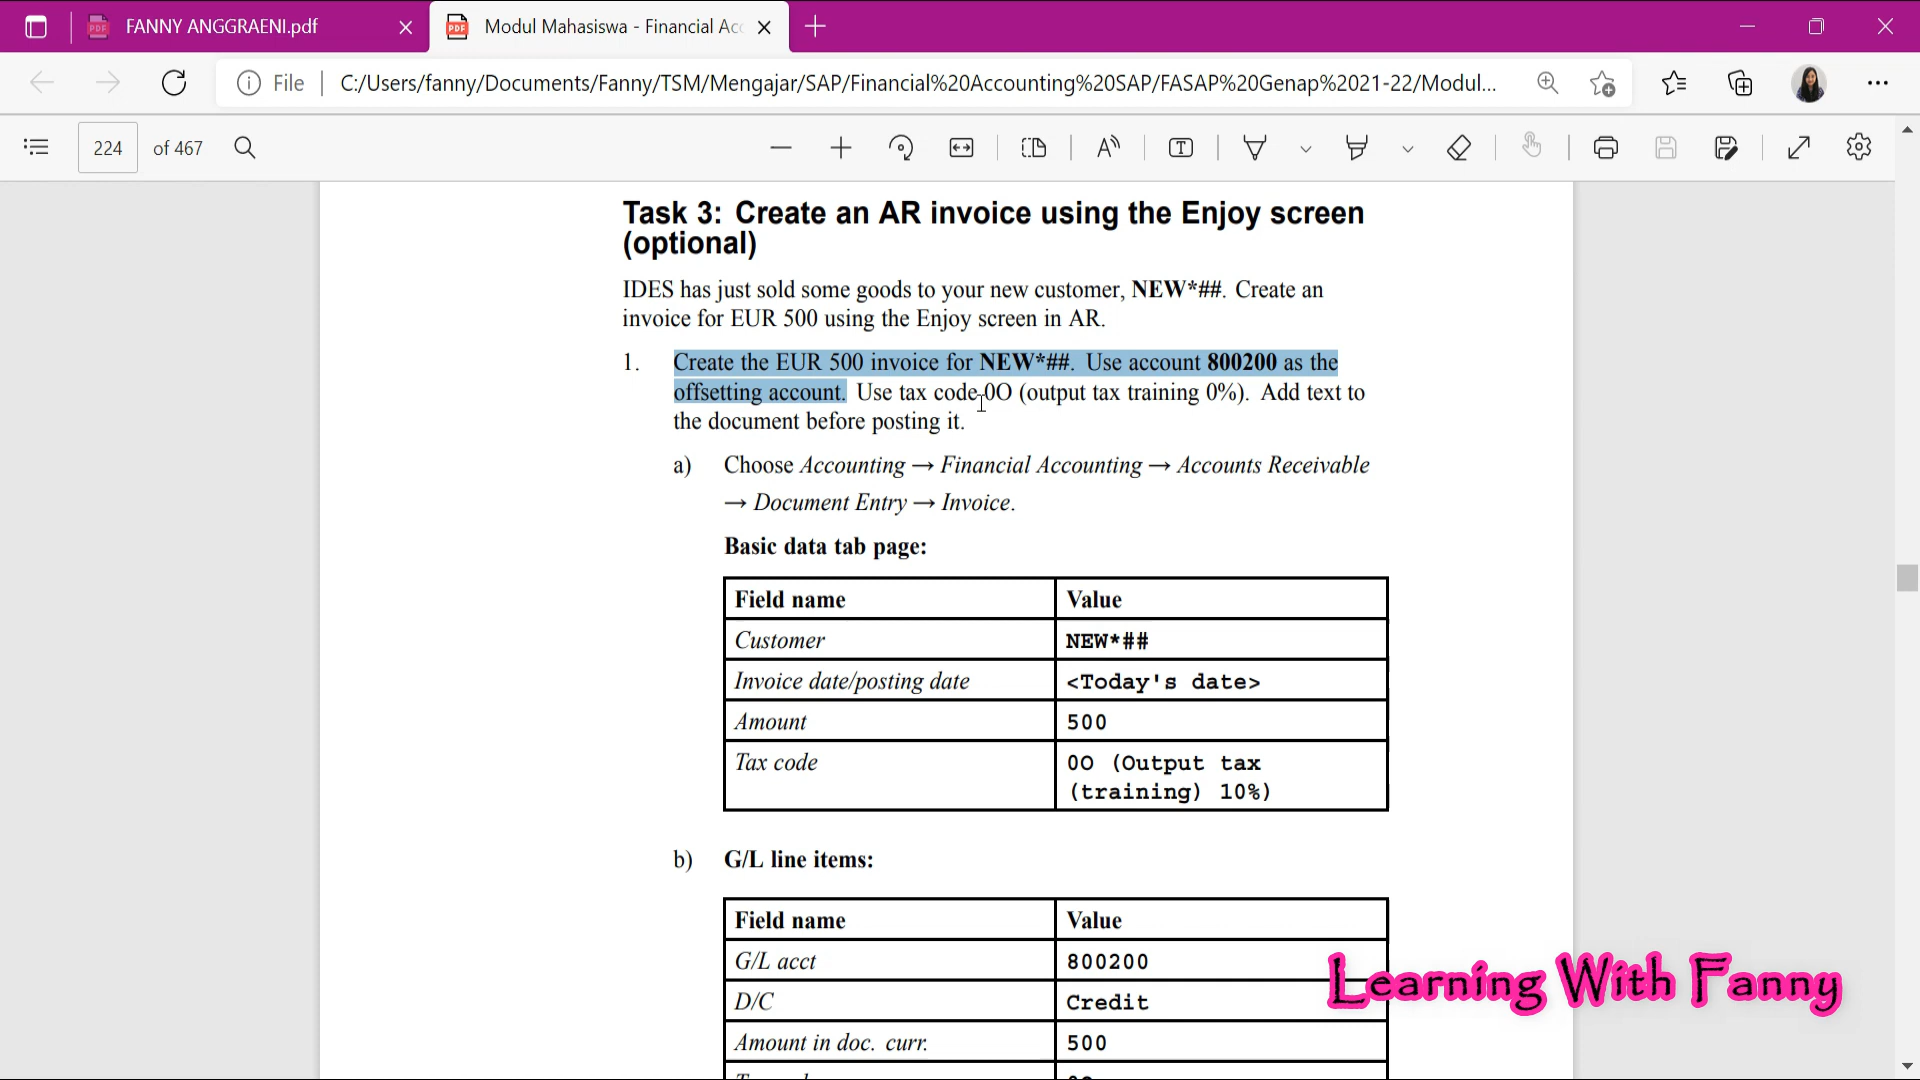 FANNY ANGGRAENI.pdf
Modul Mahasiswa - Financial Acc
File
C:/Users/fanny/Documents/Fanny/TSM/Mengajar/SAP/Financial%20Accounting%20SAP/FASAP%20Genap%2021-22/Modul...
224 of 467
Task 3: Create an AR invoice using the Enjoy screen
(optional)
IDES has just sold some goods to your new customer, NEW*##. Create an
invoice for EUR 500 using the Enjoy screen in AR.
1. Create the EUR 500 invoice for NEW*##. Use account 800200 as the
offsetting account. Use tax code 0O (output tax training 0%). Add text to
the document before posting it.
a) Choose Accounting → Financial Accounting → Accounts Receivable
→ Document Entry → Invoice.
Basic data tab page:
Field name Value
Customer NEW*##
Invoice date/posting date <Today's date>
Amount 500
Tax code 0O (Output tax
(training) 10%)
b) G/L line items:
Field name Value
G/L acct 800200
D/C Credit
Amount in doc. curr. 500
Learning With Fanny